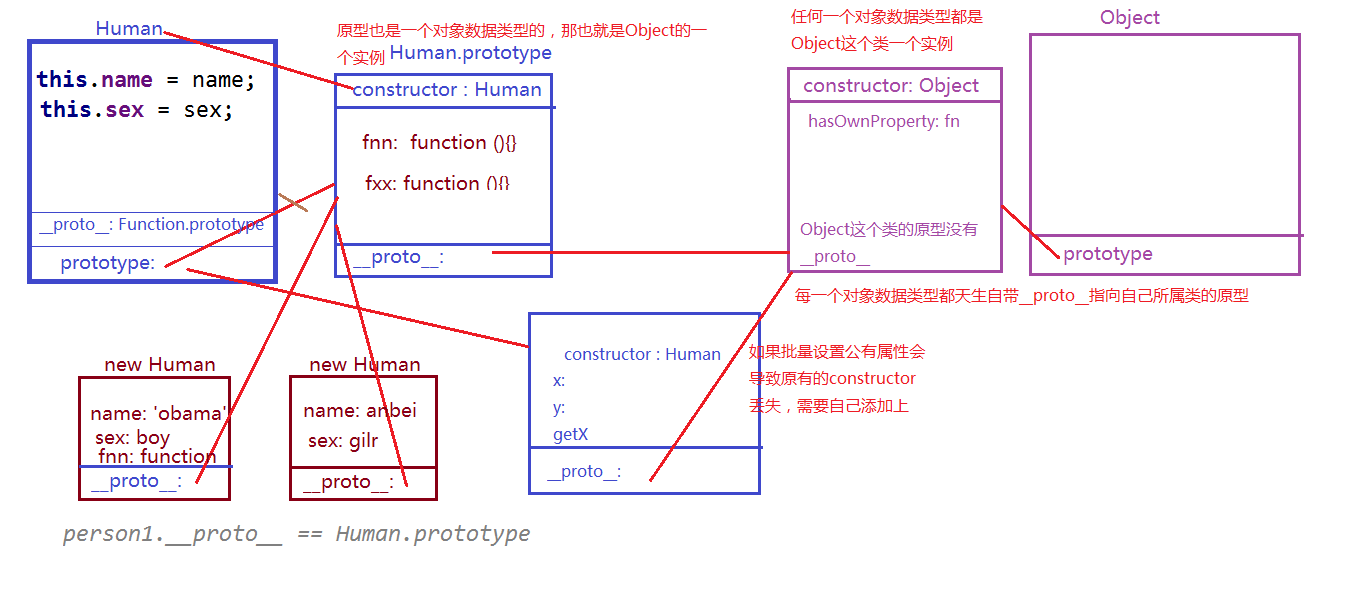 Human
this.name = name;
this.sex = sex;
__proto__: Function.prototype
prototype:
原型也是一个对象数据类型的，那也就是Object的一
个实例
Human.prototype
constructor : Human
fnn: function (){}
fxx: function (){}
__proto__:
任何一个对象数据类型都是
Object这个类一个实例
constructor: Object
hasOwnProperty: fn
Object这个类的原型没有
__proto__
Object
prototype
每一个对象数据类型都天生自带__proto__指向自己所属类的原型
new Human
name: 'obama'
sex: boy
fnn: function
__proto__:
new Human
name: anbei
sex: gilr
__proto__:
constructor : Human
x:
y:
getX
__proto__:
如果批量设置公有属性会
导致原有的constructor
丢失，需要自己添加上
person1.__proto__ == Human.prototype